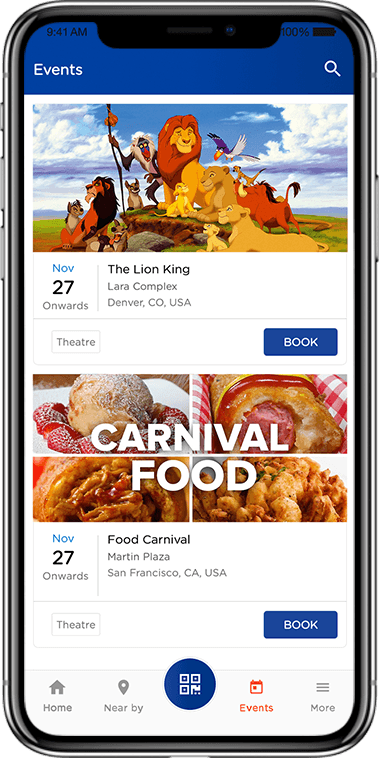 9:41 AM
100%
Events
Nov
27
Onwards
The Lion King
Lara Complex
Denver, CO, USA
Theatre
BOOK
CARNIVAL
FOOD
Nov
27
Onwards
Food Carnival
Martin Plaza
San Francisco, CA, USA
Theatre
BOOK
Home
Near by
Events
More